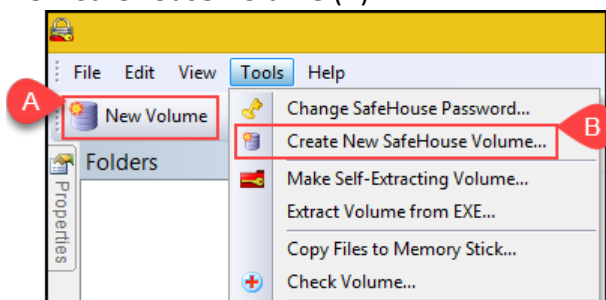 File Edit View Tools Help
A
New Volume
Change SafeHouse Password...
B
Create New SafeHouse Volume...
Folders
Make Self-Extracting Volume...
Properties
Extract Volume from EXE...
Copy Files to Memory Stick...
Check Volume...